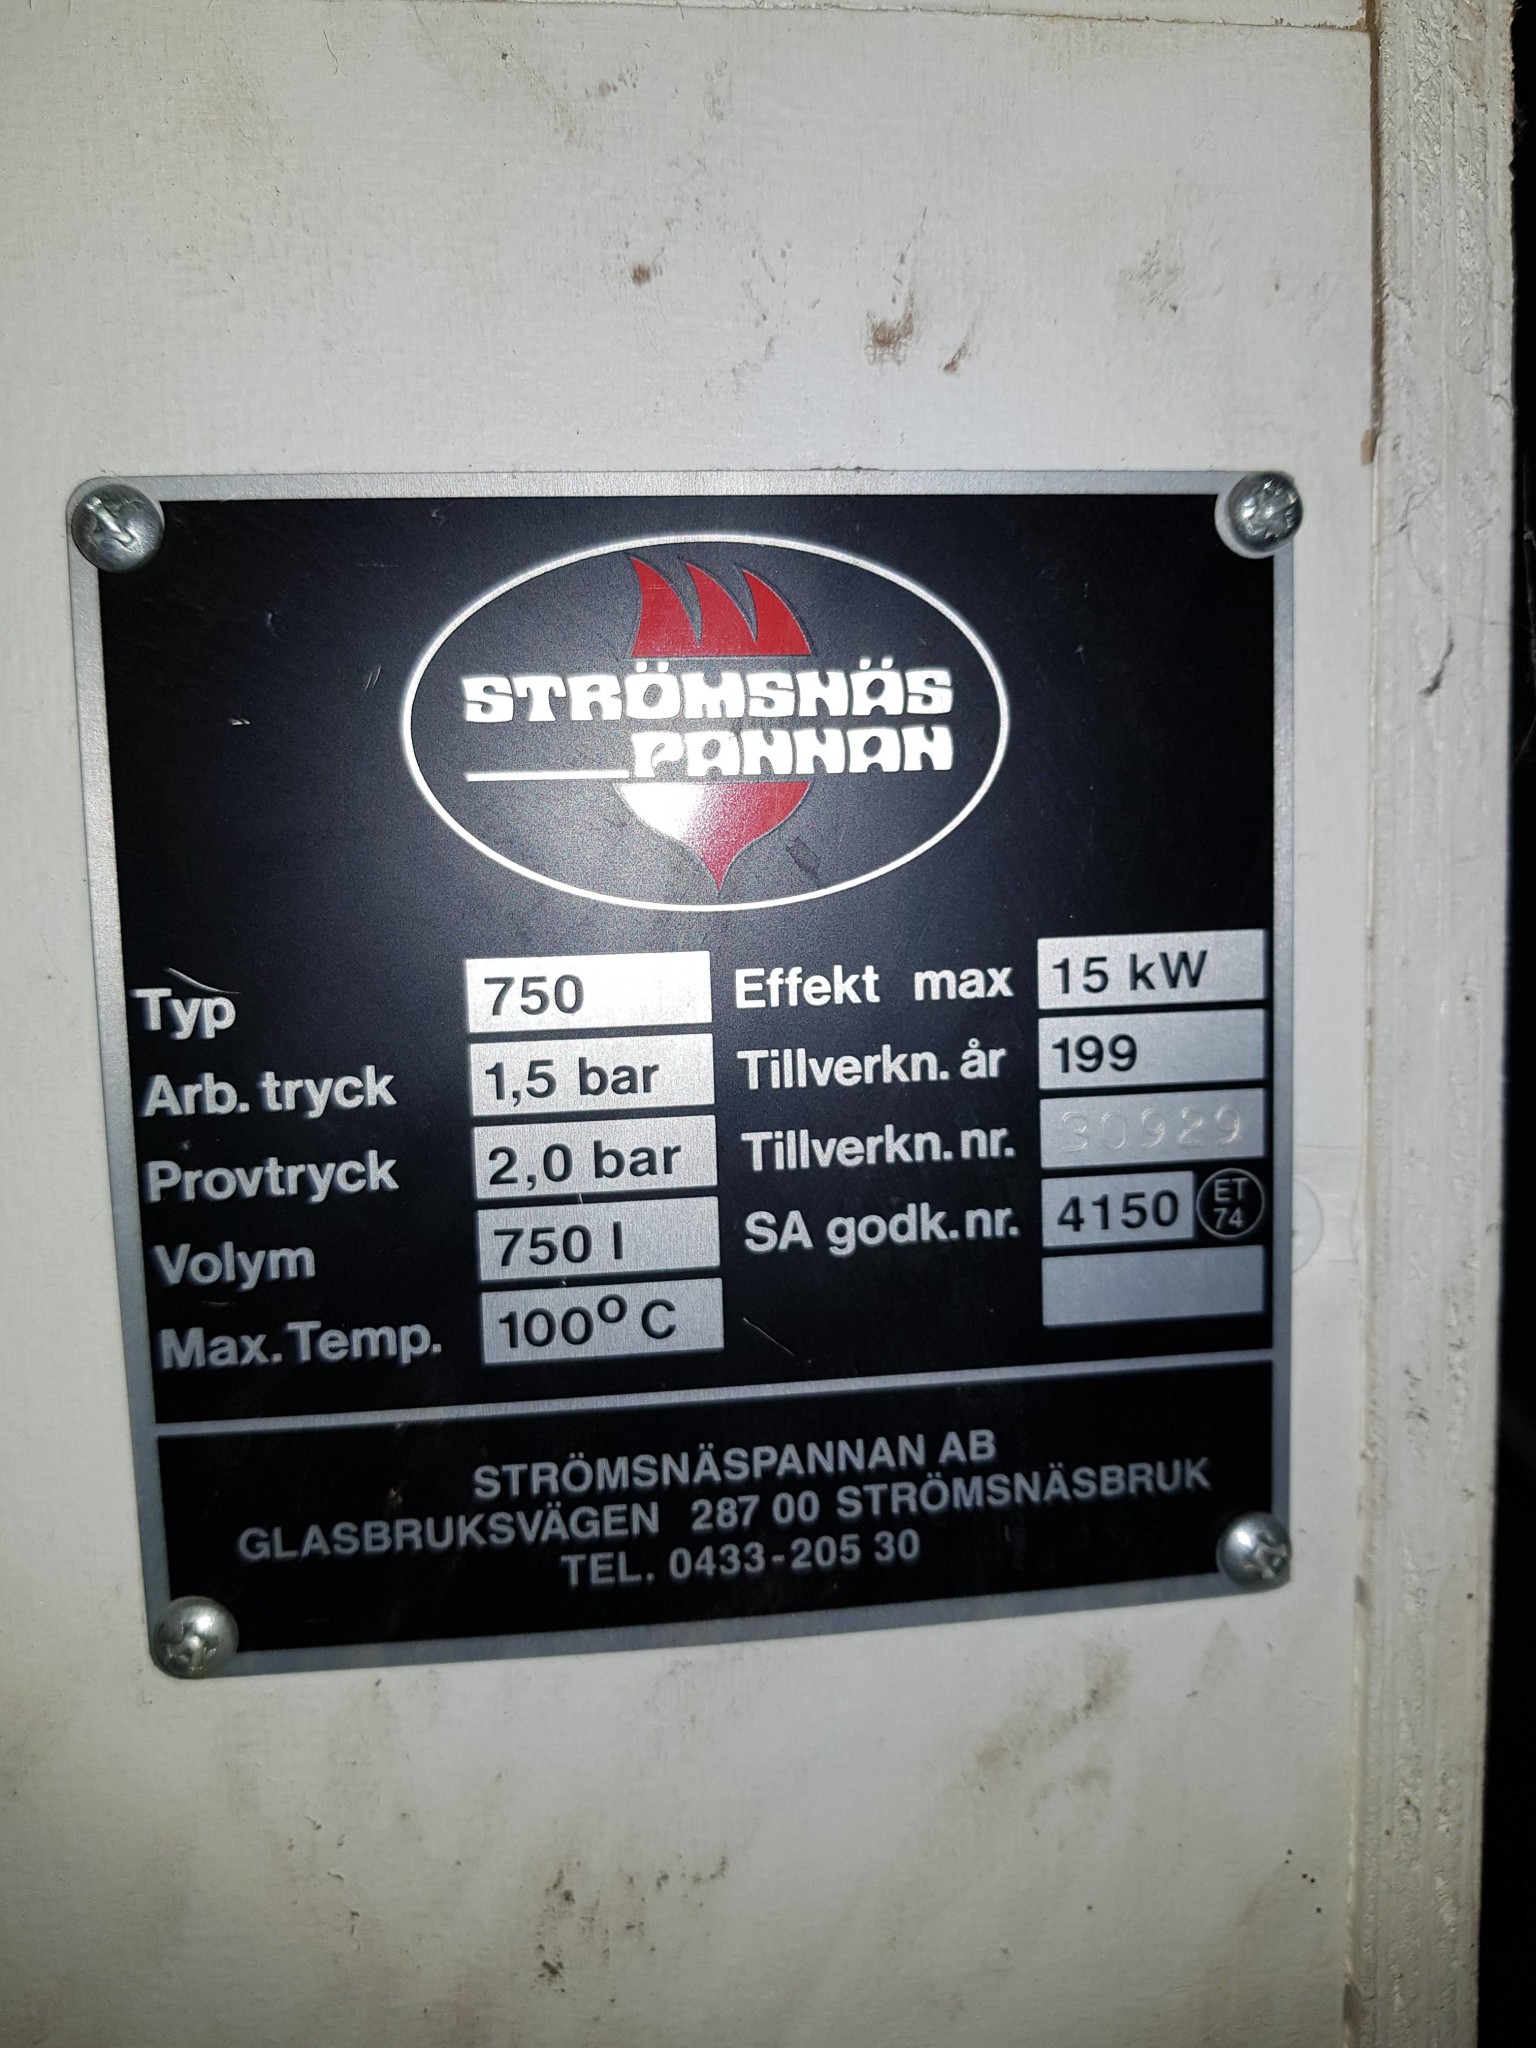 STRÖMSNÄS
PANNAN
Typ 750 Effekt max 15 kW
Arb. tryck 1,5 bar Tillverkn. år 199
Provtryck 2,0 bar Tillverkn. nr. 30929
Volym 750 l SA godk. nr. 4150 ET 74
Max. Temp. 100° C
STRÖMSNÄSPANNAN AB
GLASBRUKSVÄGEN 287 00 STRÖMSNÄSBRUK
TEL. 0433-205 30